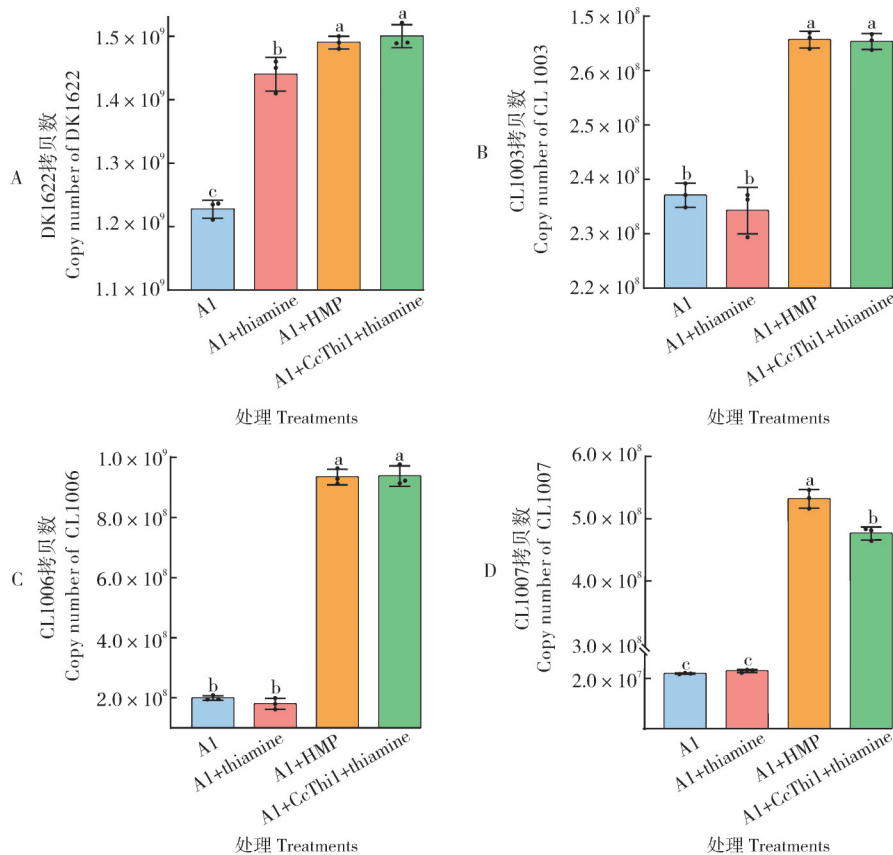 A
DK1622拷贝数
Copy number of DK1622
1.5 × 10⁹
1.4 × 10⁹
1.3 × 10⁹
1.2 × 10⁹
1.1 × 10⁹
c
b
a
a
A1
A1+thiamine
A1+HMP
A1+CcThi1+thiamine
处理 Treatments
B
CL1003拷贝数
Copy number of CL 1003
1.5 × 10⁸
2.6 × 10⁸
2.5 × 10⁸
2.4 × 10⁸
2.3 × 10⁸
2.2 × 10⁸
b
b
a
a
A1
A1+thiamine
A1+HMP
A1+CcThi1+thiamine
处理 Treatments
C
CL1006拷贝数
Copy number of CL1006
1.0 × 10⁹
8.0 × 10⁸
6.0 × 10⁸
4.0 × 10⁸
2.0 × 10⁸
b
b
a
a
A1
A1+thiamine
A1+HMP
A1+CcThi1+thiamine
处理 Treatments
D
CL1007拷贝数
Copy number of CL1007
6.0 × 10⁸
5.0 × 10⁸
4.0 × 10⁸
3.0 × 10⁸
2.0 × 10⁷
c
c
a
b
A1
A1+thiamine
A1+HMP
A1+CcThi1+thiamine
处理 Treatments